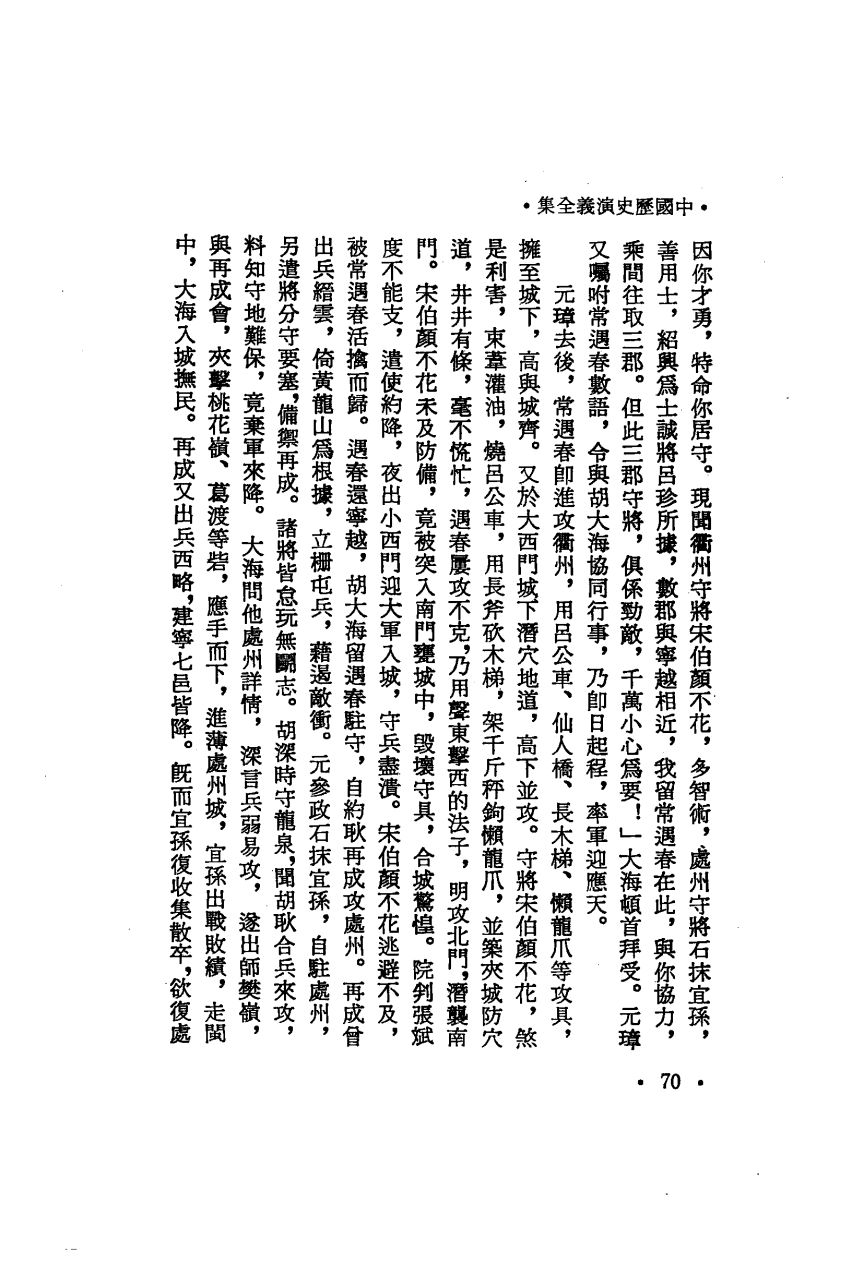 •中國歷史演義全集•
因你才勇，特命你居守。現聞衢州守將宋伯顏不花，多智術，處州守將石抹宜孫，
善用士，紹興爲士誠將呂珍所據，數郡與寧越相近，我留常遇春在此，與你協力，
乘間往取三郡。但此三郡守將，俱係勁敵，千萬小心爲要！」大海頓首拜受。元璋
又囑咐常遇春數語，令與胡大海協同行事，乃卽日起程，率軍迎應天。
元璋去後，常遇春卽進攻衢州，用呂公車、仙人橋、長木梯、懶龍爪等攻具，
擁至城下，高與城齊。又於大西門城下潛穴地道，高下並攻。守將宋伯顏不花，煞
是利害，束葦灌油，燒呂公車，用長斧砍木梯，架千斤秤鉤懶龍爪，並築夾城防穴
道，井井有條，毫不慌忙，遇春屢攻不克，乃用聲東擊西的法子，明攻北門，潛襲南
門。宋伯顏不花未及防備，竟被突入南門甕城中，毀壞守具，合城驚惶。院判張斌
度不能支，遣使約降，夜出小西門迎大軍入城，守兵盡潰。宋伯顏不花逃避不及，
被常遇春活擒而歸。遇春還寧越，胡大海留遇春駐守，自約耿再成攻處州。再成曾
出兵縉雲，倚黃龍山爲根據，立柵屯兵，藉遏敵衝。元參政石抹宜孫，自駐處州，
另遣將分守要塞，備禦再成。諸將皆怠玩無鬭志。胡深時守龍泉，聞胡耿合兵來攻，
料知守地難保，竟棄軍來降。大海問他處州詳情，深言兵弱易攻，遂出師樊嶺，
與再成會，夾擊桃花嶺、葛渡等砦，應手而下，進薄處州城，宜孫出戰敗績，走閩
中，大海入城撫民。再成又出兵西略，建寧七邑皆降。旣而宜孫復收集散卒，欲復處
• 70 •